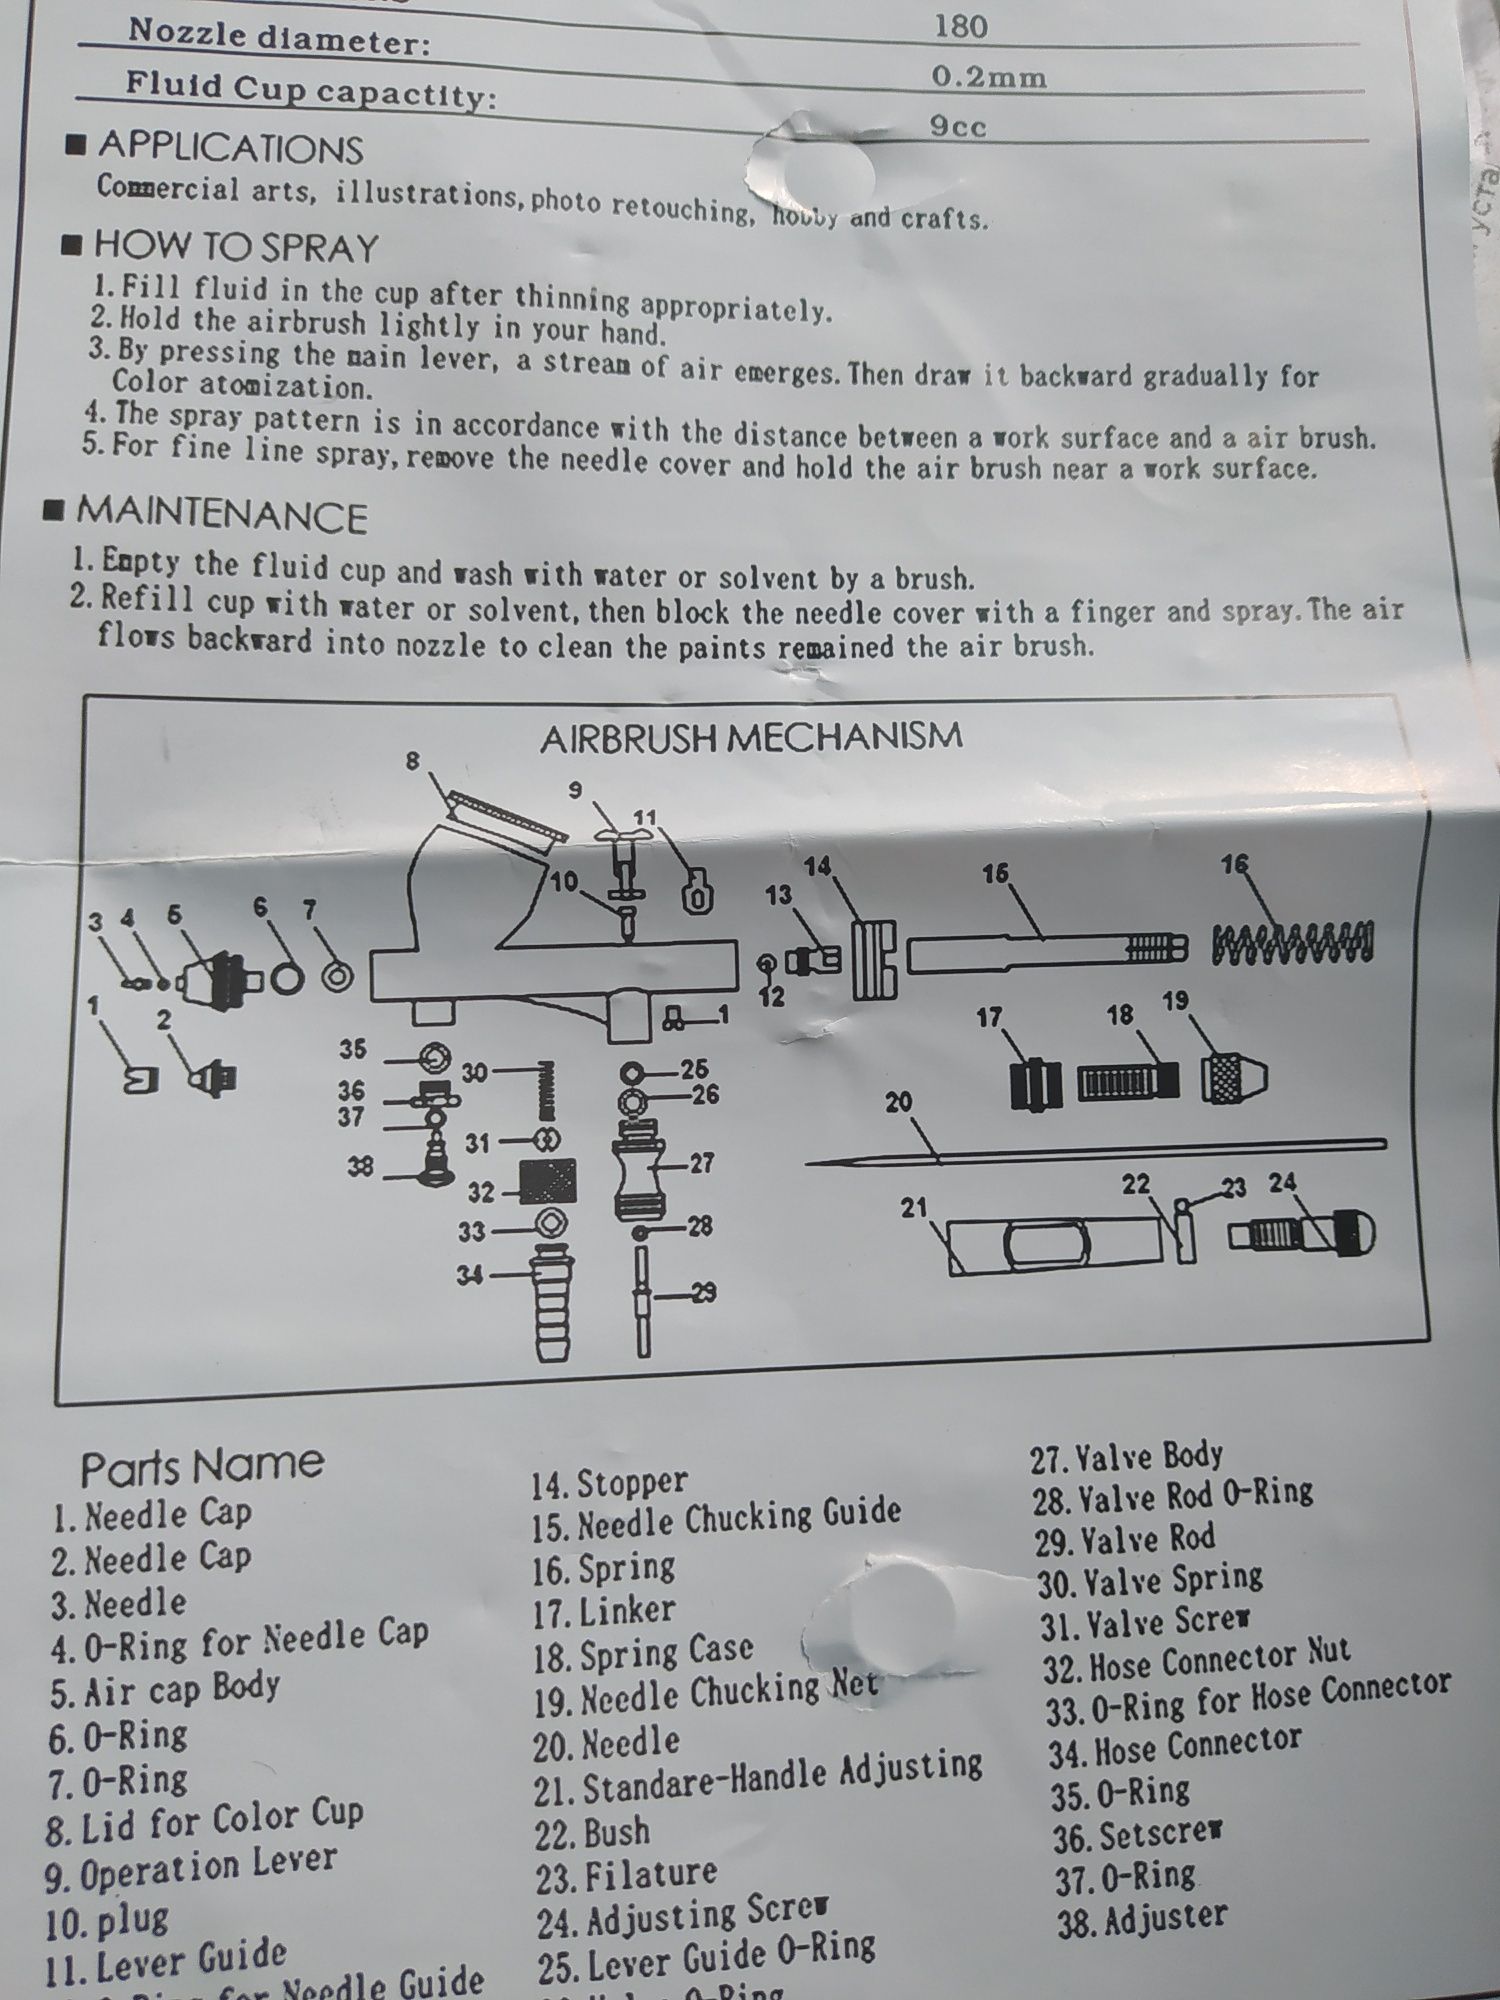 180
Nozzle diameter:
0.2mm
Fluid Cup capactity:
9cc
■ APPLICATIONS
Commercial arts, illustrations, photo retouching, hobby and crafts.
■ HOW TO SPRAY
1. Fill fluid in the cup after thinning appropriately.
2. Hold the airbrush lightly in your hand.
3. By pressing the main lever, a stream of air emerges. Then draw it backward gradually for
Color atomization.
4. The spray pattern is in accordance with the distance between a work surface and a air brush.
5. For fine line spray, remove the needle cover and hold the air brush near a work surface.
■ MAINTENANCE
1. Empty the fluid cup and wash with water or solvent by a brush.
2. Refill cup with water or solvent, then block the needle cover with a finger and spray. The air
flows backward into nozzle to clean the paints remained the air brush.
AIRBRUSH MECHANISM
8
9
11
10
14
13
15
16
3 4 5 6 7
12
1
2
1
17
18
19
35
36
37
38
30
31
32
33
34
25
26
27
28
29
20
21
22
23
24
Parts Name
1. Needle Cap
2. Needle Cap
3. Needle
4. O-Ring for Needle Cap
5. Air cap Body
6. O-Ring
7. O-Ring
8. Lid for Color Cup
9. Operation Lever
10. plug
11. Lever Guide
for Needle Guide
14. Stopper
15. Needle Chucking Guide
16. Spring
17. Linker
18. Spring Case
19. Needle Chucking Net
20. Needle
21. Standare-Handle Adjusting
22. Bush
23. Filature
24. Adjusting Screw
25. Lever Guide O-Ring
O-Ring
27. Valve Body
28. Valve Rod O-Ring
29. Valve Rod
30. Valve Spring
31. Valve Screw
32. Hose Connector Nut
33. O-Ring for Hose Connector
34. Hose Connector
35. O-Ring
36. Setscrew
37. O-Ring
38. Adjuster